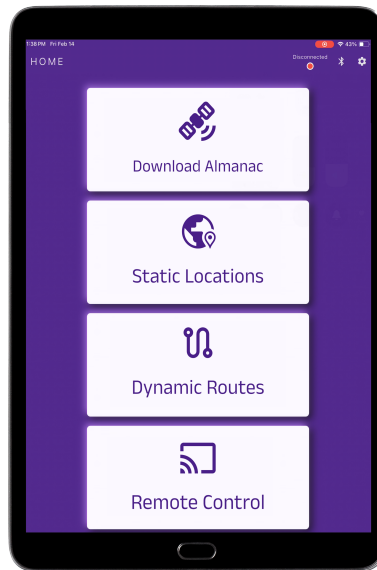 1:38 PM Fri Feb 14
43%
HOME
Disconnected
Download Almanac
Static Locations
Dynamic Routes
Remote Control